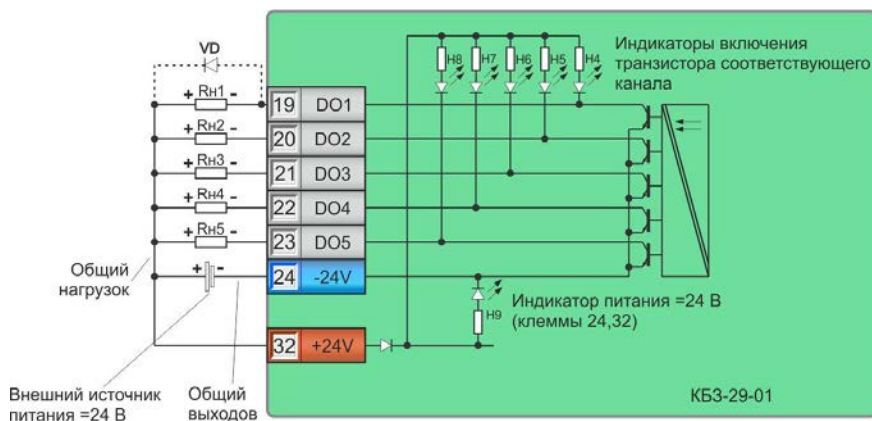 VD
H8 H7 H6 H5 H4
Индикаторы включения
транзистора соответствующего
канала
+ Rн1 -
19 DO1
+ Rн2 -
20 DO2
+ Rн3 -
21 DO3
+ Rн4 -
22 DO4
+ Rн5 -
23 DO5
Общий
нагрузок
+ -
24 -24V
Индикатор питания =24 В
(клеммы 24,32)
H9
32 +24V
Внешний источник
питания =24 В
Общий
выходов
КБЗ-29-01